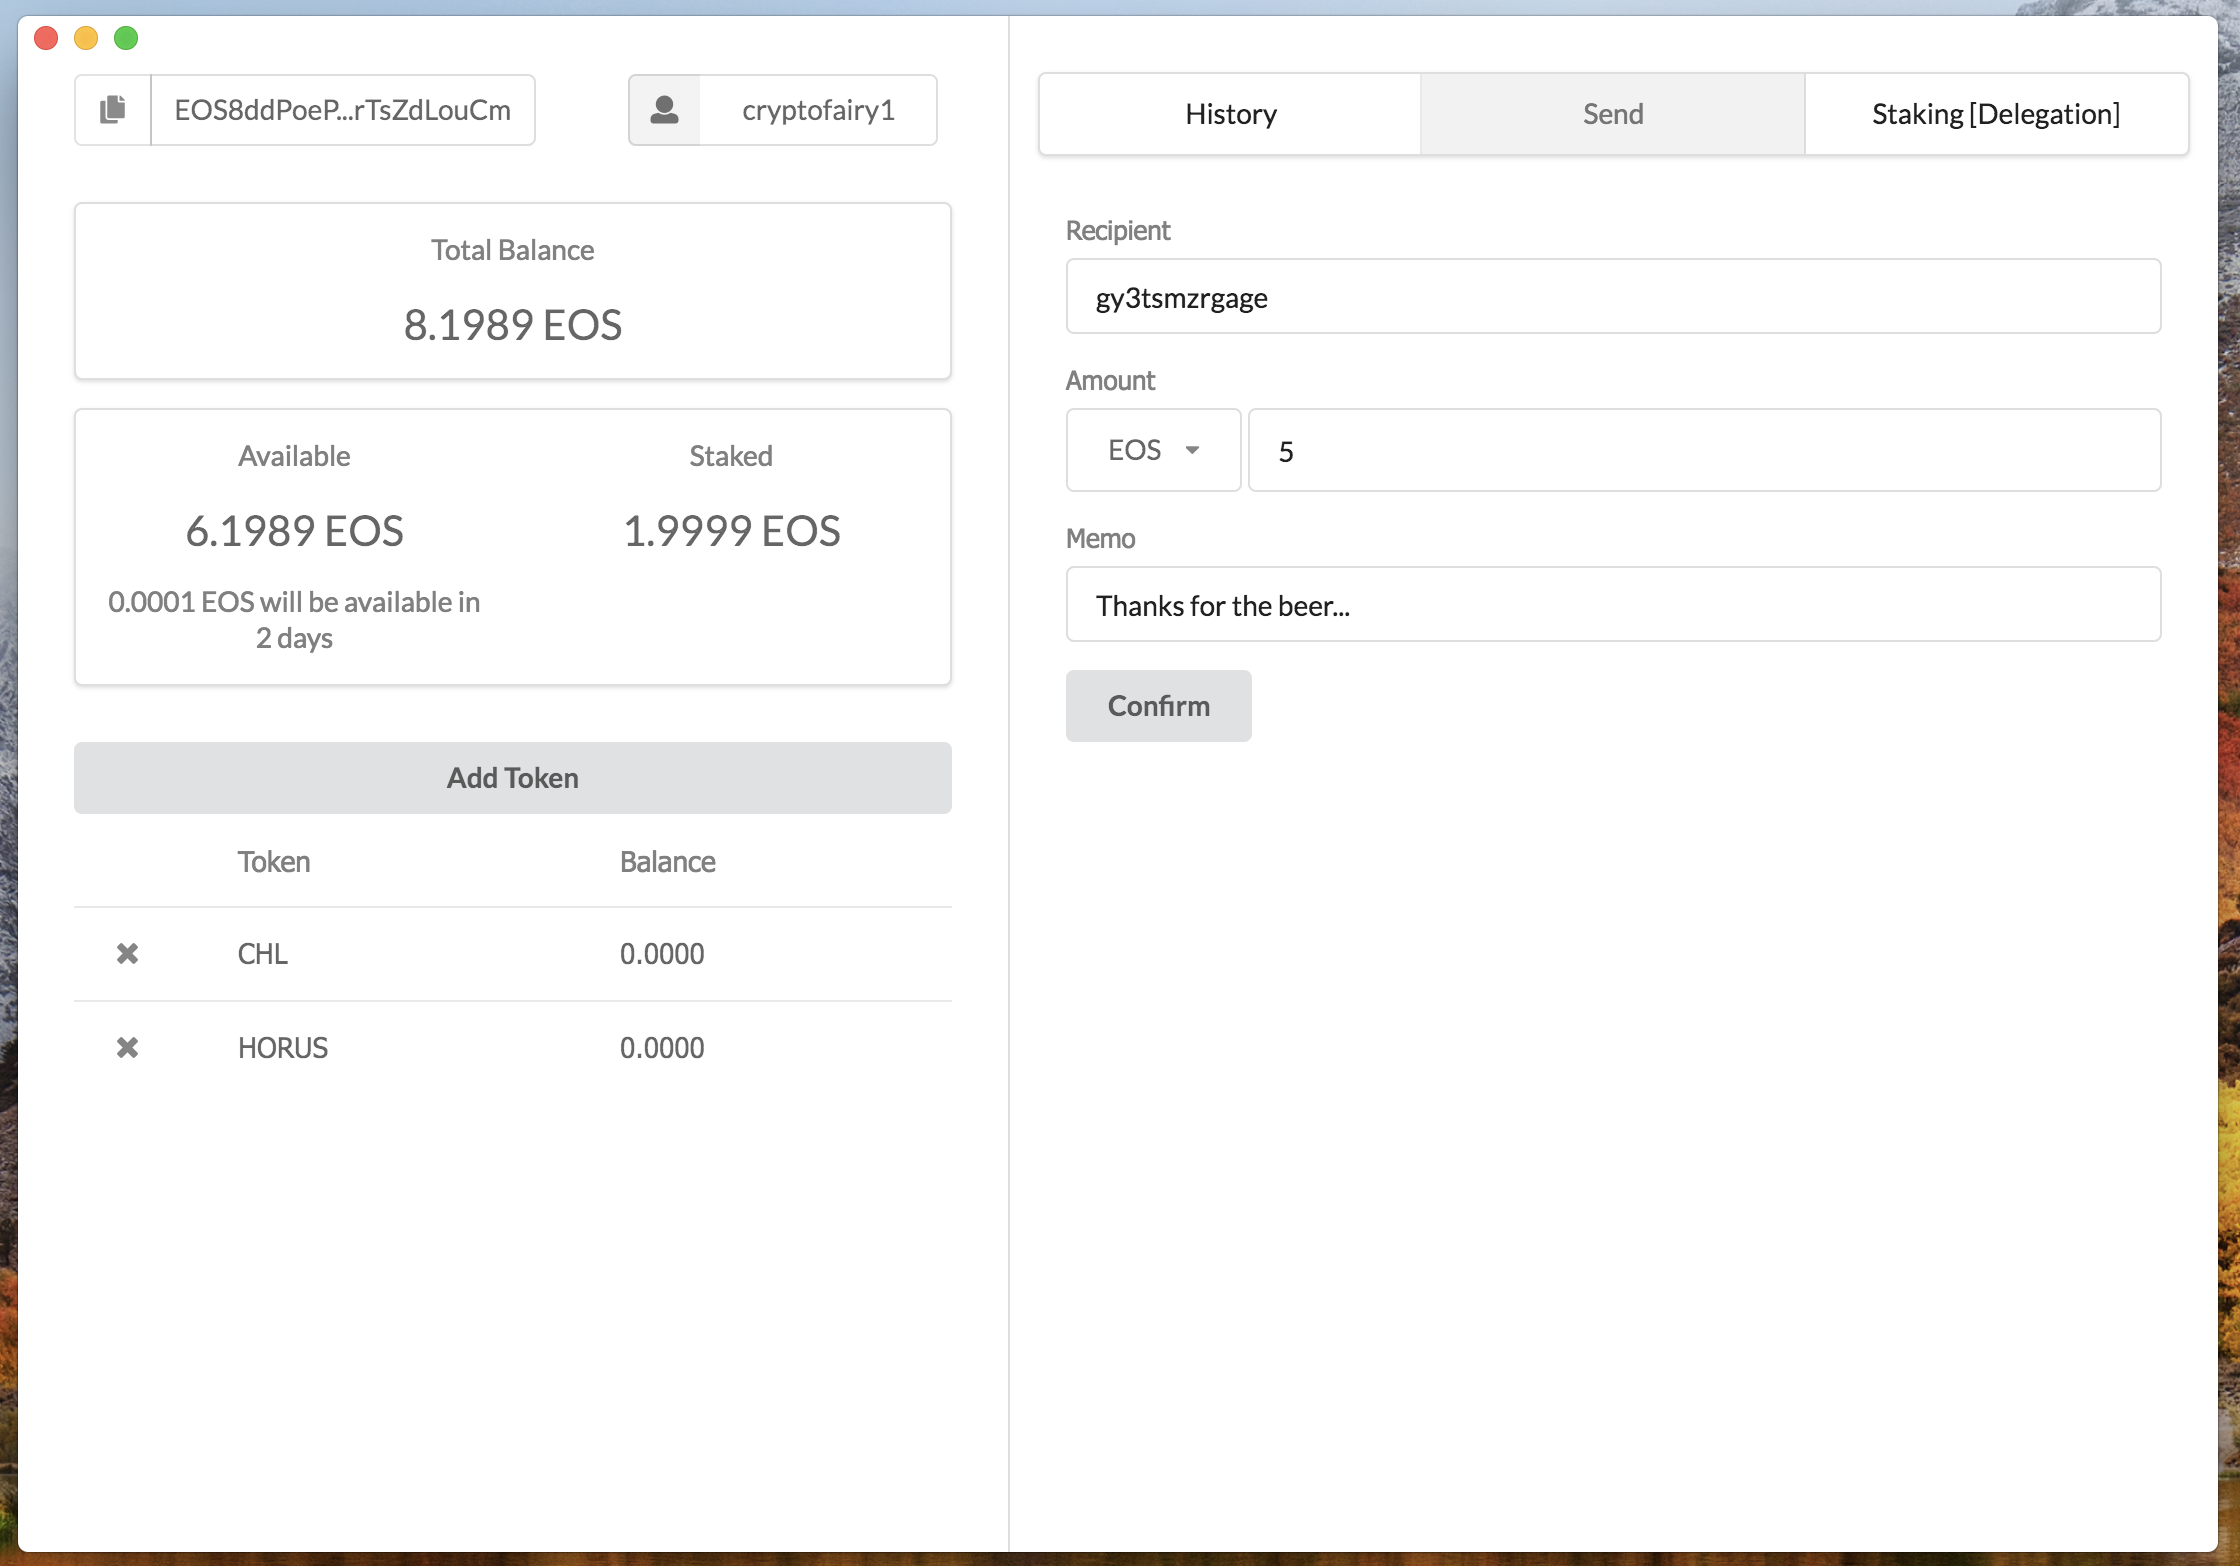 EOS8ddPoeP...rTsZdLouCm
cryptofairy1
Total Balance
8.1989 EOS
Available
Staked
6.1989 EOS
1.9999 EOS
0.0001 EOS will be available in
2 days
Add Token
Token Balance
CHL 0.0000
HORUS 0.0000
History
Send
Staking [Delegation]
Recipient
gy3tsmzrgage
Amount
EOS
5
Memo
Thanks for the beer...
Confirm